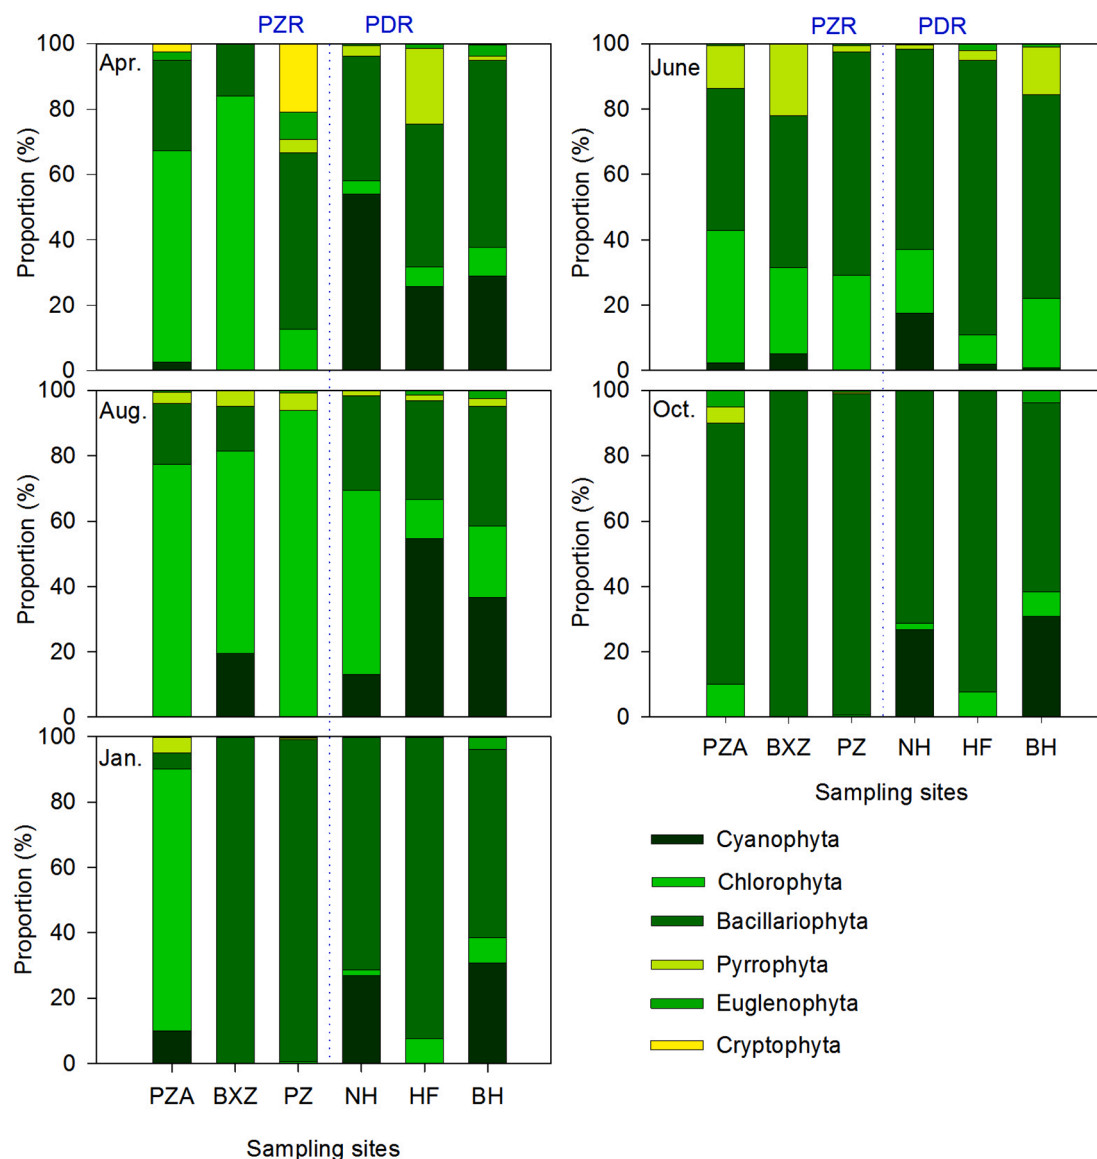 PZR PDR
Apr.
Proportion (%)
100
80
60
40
20
0
PZR PDR
June
Proportion (%)
100
80
60
40
20
0
Aug.
Proportion (%)
100
80
60
40
20
0
Oct.
Proportion (%)
100
80
60
40
20
0
PZA BXZ PZ NH HF BH
Sampling sites
Jan.
Proportion (%)
100
80
60
40
20
0
PZA BXZ PZ NH HF BH
Sampling sites
Cyanophyta
Chlorophyta
Bacillariophyta
Pyrrophyta
Euglenophyta
Cryptophyta